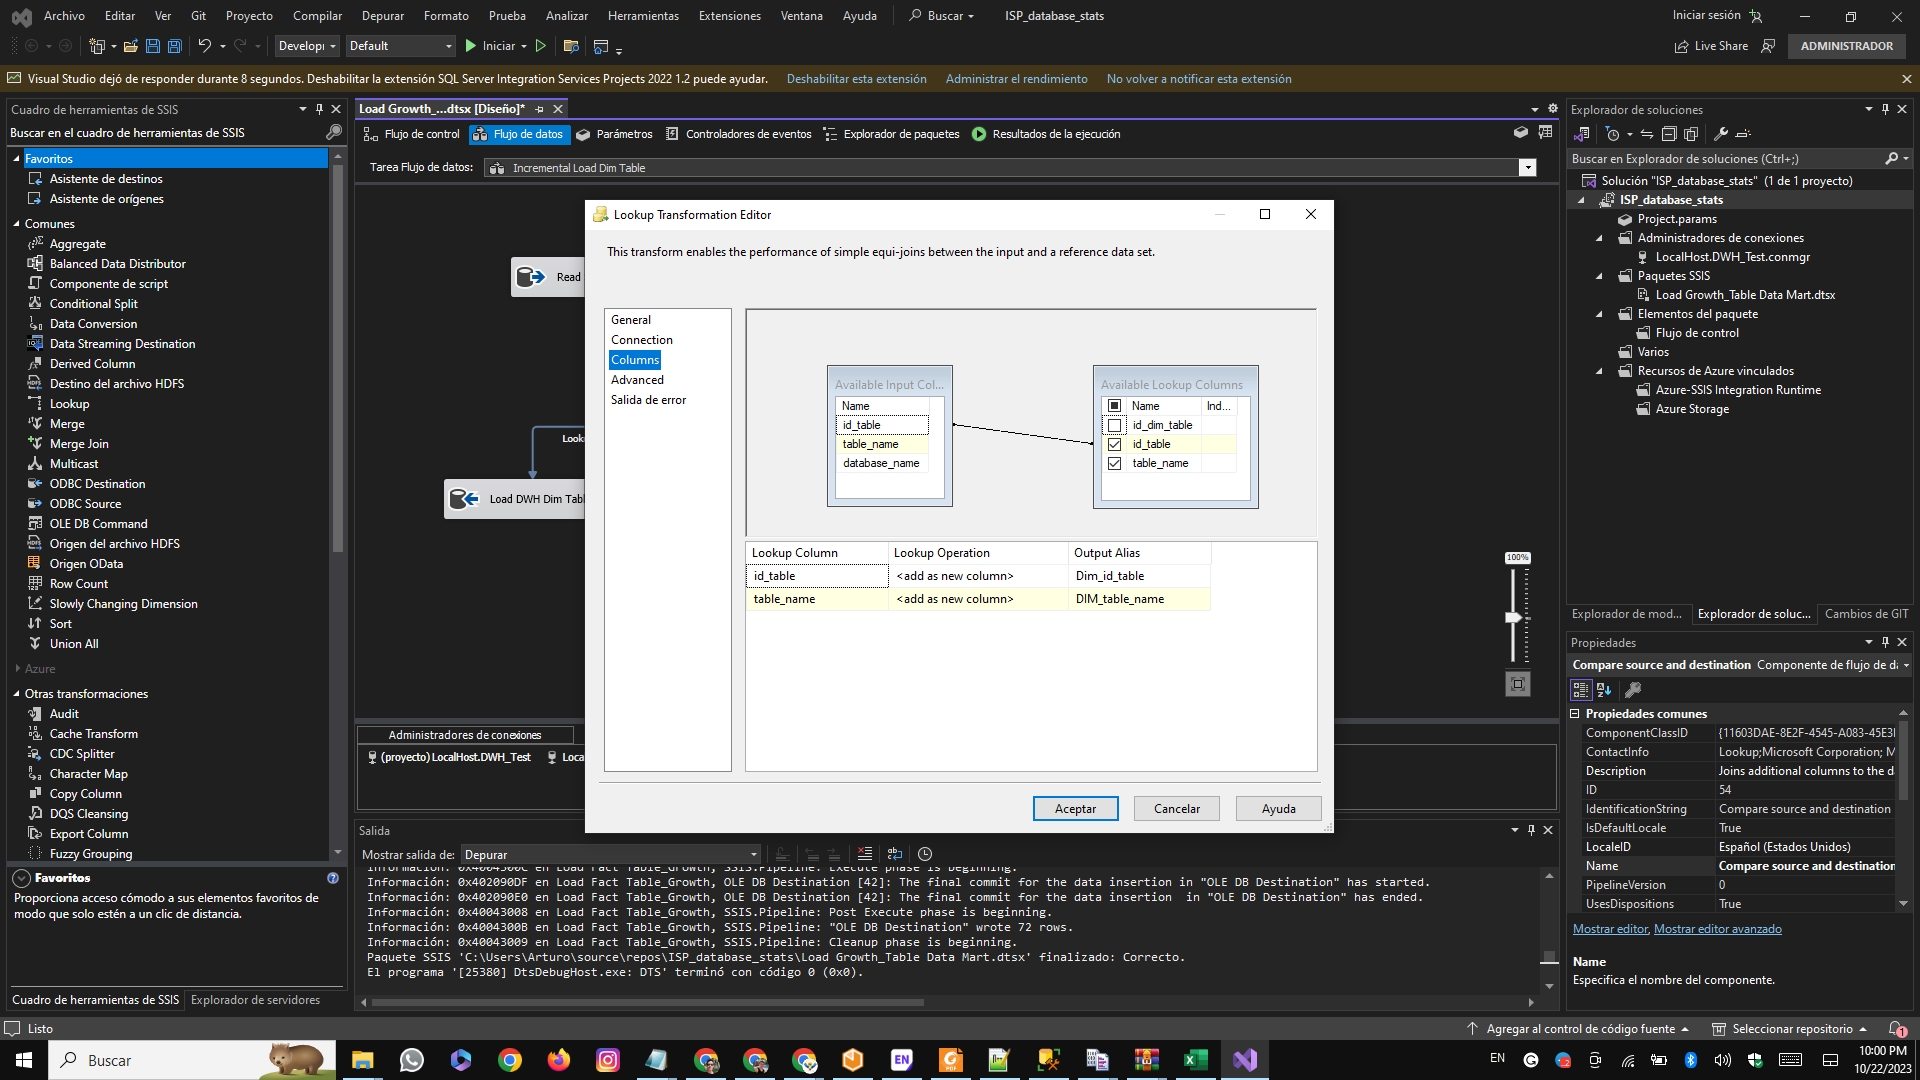 Archivo Editar Ver Git Proyecto Compilar Depurar Formato Prueba Analizar Herramientas Extensiones Ventana Ayuda Buscar ISP_database_stats Iniciar sesión
Developi Default Iniciar Live Share ADMINISTRADOR
Visual Studio dejó de responder durante 8 segundos. Deshabilitar la extensión SQL Server Integration Services Projects 2022 1.2 puede ayudar. Deshabilitar esta extensión Administrar el rendimiento No volver a notificar esta extensión
Cuadro de herramientas de SSIS
Buscar en el cuadro de herramientas de SSIS
Favoritos
Asistente de destinos
Asistente de orígenes
Comunes
Aggregate
Balanced Data Distributor
Componente de script
Conditional Split
Data Conversion
Data Streaming Destination
Derived Column
Destino del archivo HDFS
Lookup
Merge
Merge Join
Multicast
ODBC Destination
ODBC Source
OLE DB Command
Origen del archivo HDFS
Origen OData
Row Count
Slowly Changing Dimension
Sort
Union All
Azure
Otras transformaciones
Audit
Cache Transform
CDC Splitter
Character Map
Copy Column
DQS Cleansing
Export Column
Fuzzy Grouping
Favoritos
Proporciona acceso cómodo a sus elementos favoritos de
modo que solo estén a un clic de distancia.
Cuadro de herramientas de SSIS Explorador de servidores
Load Growth_...dtsx [Diseño]*
Flujo de control Flujo de datos Parámetros Controladores de eventos Explorador de paquetes Resultados de la ejecución
Tarea Flujo de datos: Incremental Load Dim Table
Read
Look
Load DWH Dim Tabl
100%
Lookup Transformation Editor
This transform enables the performance of simple equi-joins between the input and a reference data set.
General
Connection
Columns
Advanced
Salida de error
Available Input Col...
Name
id_table
table_name
database_name
Available Lookup Columns
Name Ind...
id_dim_table
id_table
table_name
Lookup Column Lookup Operation Output Alias
id_table <add as new column> Dim_id_table
table_name <add as new column> DIM_table_name
Aceptar Cancelar Ayuda
Administradores de conexiones
(proyecto) LocalHost.DWH_Test Loca
Salida
Mostrar salida de: Depurar
Información: 0x4004300C en Load Fact Table_Growth, SSIS.Pipeline: Execute phase is beginning.
Información: 0x402090DF en Load Fact Table_Growth, OLE DB Destination [42]: The final commit for the data insertion in "OLE DB Destination" has started.
Información: 0x402090E0 en Load Fact Table_Growth, OLE DB Destination [42]: The final commit for the data insertion  in "OLE DB Destination" has ended.
Información: 0x40043008 en Load Fact Table_Growth, SSIS.Pipeline: Post Execute phase is beginning.
Información: 0x4004300B en Load Fact Table_Growth, SSIS.Pipeline: "OLE DB Destination" wrote 72 rows.
Información: 0x40043009 en Load Fact Table_Growth, SSIS.Pipeline: Cleanup phase is beginning.
Paquete SSIS 'C:\Users\Arturo\source\repos\ISP_database_stats\Load Growth_Table Data Mart.dtsx' finalizado: Correcto.
El programa '[25380] DtsDebugHost.exe: DTS' terminó con código 0 (0x0).
Explorador de soluciones
Buscar en Explorador de soluciones (Ctrl+;)
Solución "ISP_database_stats" (1 de 1 proyecto)
ISP_database_stats
Project.params
Administradores de conexiones
LocalHost.DWH_Test.conmgr
Paquetes SSIS
Load Growth_Table Data Mart.dtsx
Elementos del paquete
Flujo de control
Varios
Recursos de Azure vinculados
Azure-SSIS Integration Runtime
Azure Storage
Explorador de mod... Explorador de soluc... Cambios de GIT
Propiedades
Compare source and destination Componente de flujo de da
Propiedades comunes
ComponentClassID {11603DAE-8E2F-4545-A083-45E3I
ContactInfo Lookup;Microsoft Corporation; M
Description Joins additional columns to the d
ID 54
IdentificationString Compare source and destination
IsDefaultLocale True
LocaleID Español (Estados Unidos)
Name Compare source and destination
PipelineVersion 0
UsesDispositions True
Mostrar editor, Mostrar editor avanzado
Name
Especifica el nombre del componente.
Listo Agregar al control de código fuente Seleccionar repositorio 1
Buscar EN EN 10:00 PM
10/22/2023